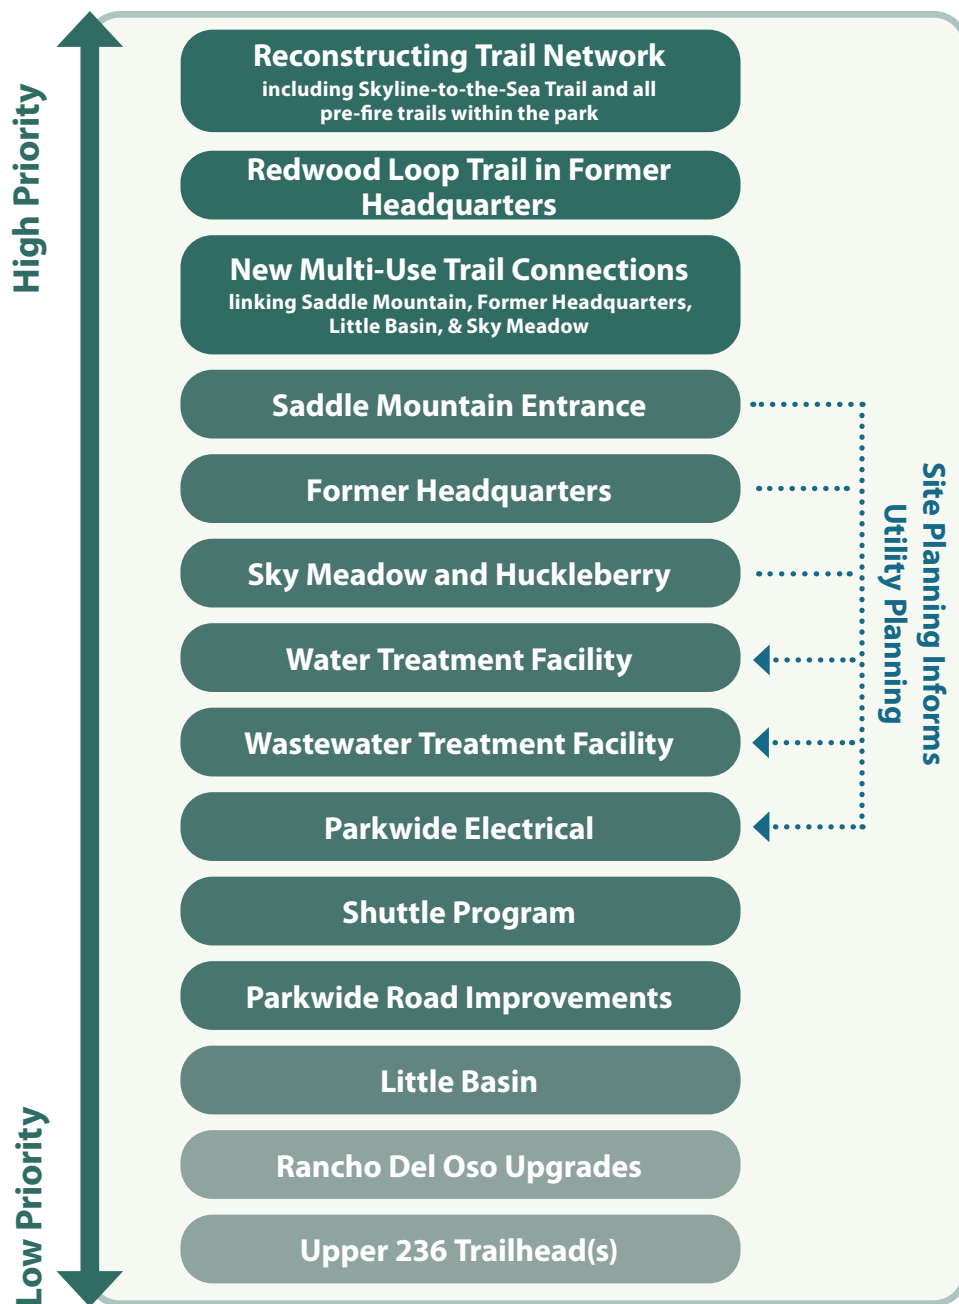 High Priority
Reconstructing Trail Network
including Skyline-to-the-Sea Trail and all
pre-fire trails within the park
Redwood Loop Trail in Former
Headquarters
New Multi-Use Trail Connections
linking Saddle Mountain, Former Headquarters,
Little Basin, & Sky Meadow
Saddle Mountain Entrance
Former Headquarters
Sky Meadow and Huckleberry
Water Treatment Facility
Wastewater Treatment Facility
Parkwide Electrical
Site Planning Informs
Utility Planning
Shuttle Program
Parkwide Road Improvements
Little Basin
Rancho Del Oso Upgrades
Upper 236 Trailhead(s)
Low Priority